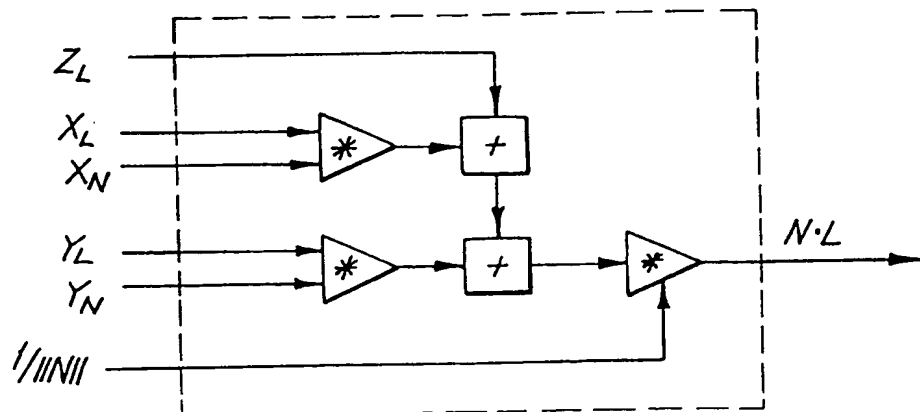 Z_L
X_L
*
+
X_N
Y_L
N·L
*
+
*
Y_N
1/||N||